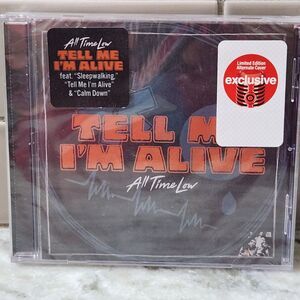 All Time Low
TELL ME
I'M ALIVE
feat. "Sleepwalking,"
"Tell Me I'm Alive"
& "Calm Down"
Limited Edition
Alternate Cover
exclusive
TELL ME
I'M ALIVE
All Time Low